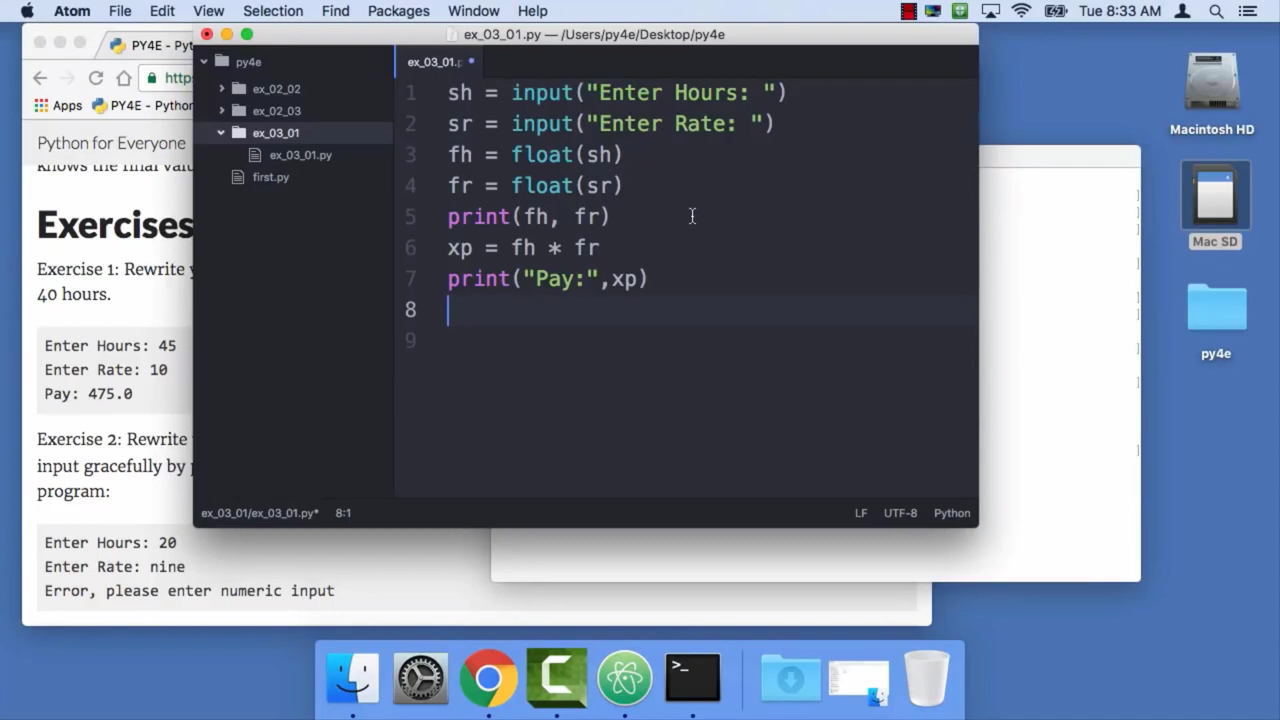 Atom File Edit View Selection Find Packages Window Help Tue 8:33 AM
ex_03_01.py — /Users/py4e/Desktop/py4e
PY4E - Pyt
https
Apps PY4E - Python
Python for Everyone
knows the final valu
Exercises
Exercise 1: Rewrite y
40 hours.
Enter Hours: 45
Enter Rate: 10
Pay: 475.0
Exercise 2: Rewrite
input gracefully by p
program:
Enter Hours: 20
Enter Rate: nine
Error, please enter numeric input
py4e
ex_02_02
ex_02_03
ex_03_01
ex_03_01.py
first.py
ex_03_01.p
1 sh = input("Enter Hours: ")
2 sr = input("Enter Rate: ")
3 fh = float(sh)
4 fr = float(sr)
5 print(fh, fr)
6 xp = fh * fr
7 print("Pay:",xp)
8
9
ex_03_01/ex_03_01.py* 8:1 LF UTF-8 Python
Macintosh HD
Mac SD
py4e